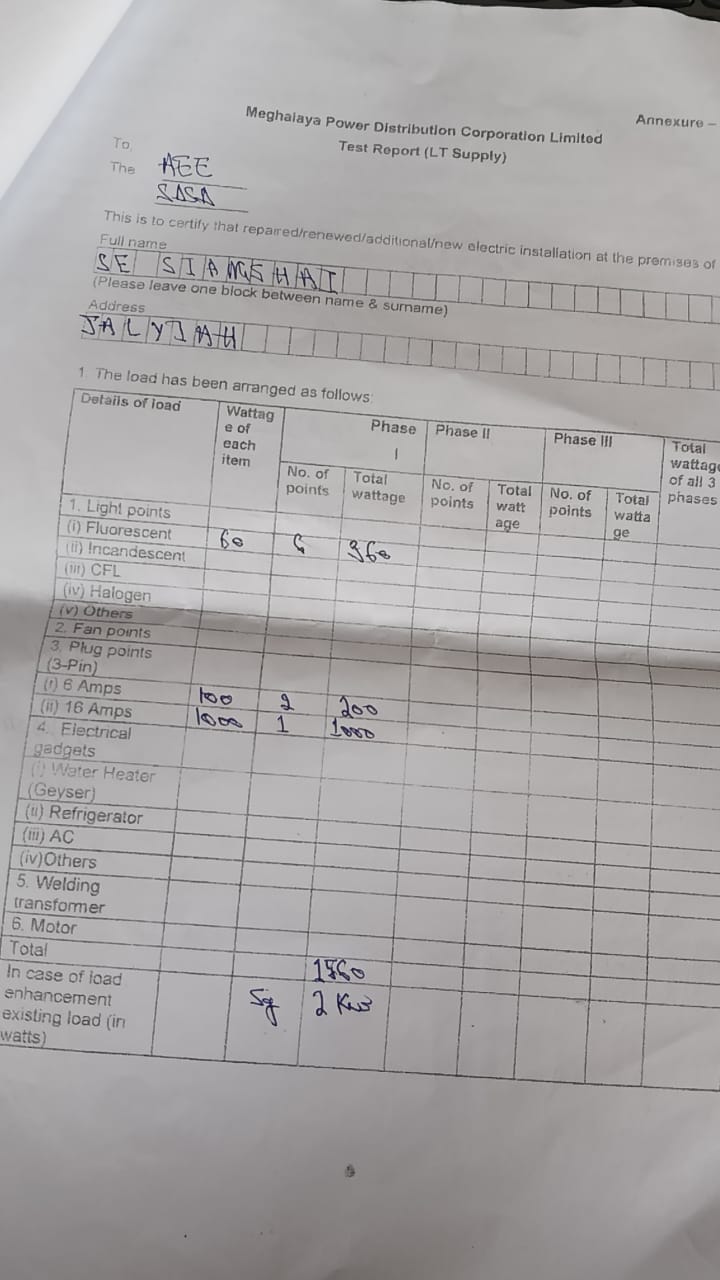 Annexure –
Meghalaya Power Distribution Corporation Limited
Test Report (LT Supply)
To,
The AEE
This is to certify that repaired/renewed/additional/new electric installation at the premises of
Full name
SE SIANGSHAI
(Please leave one block between name & surname)
Address
JALYIAH
1. The load has been arranged as follows:
Details of load Wattag e of each item Phase I Phase II Phase III Total wattage of all 3 phases
No. of points Total wattage No. of points Total watt age No. of points Total watta ge
1. Light points
(i) Fluorescent 60 6 360
(ii) Incandescent
(iii) CFL
(iv) Halogen
(v) Others
2. Fan points
3. Plug points
(3-Pin)
(i) 6 Amps 100 2 200
(ii) 16 Amps 1000 1 1000
4. Electrical
gadgets
(i) Water Heater
(Geyser)
(ii) Refrigerator
(iii) AC
(iv)Others
5. Welding
transformer
6. Motor
Total 1560
In case of load
enhancement 2 KW
existing load (in
watts)